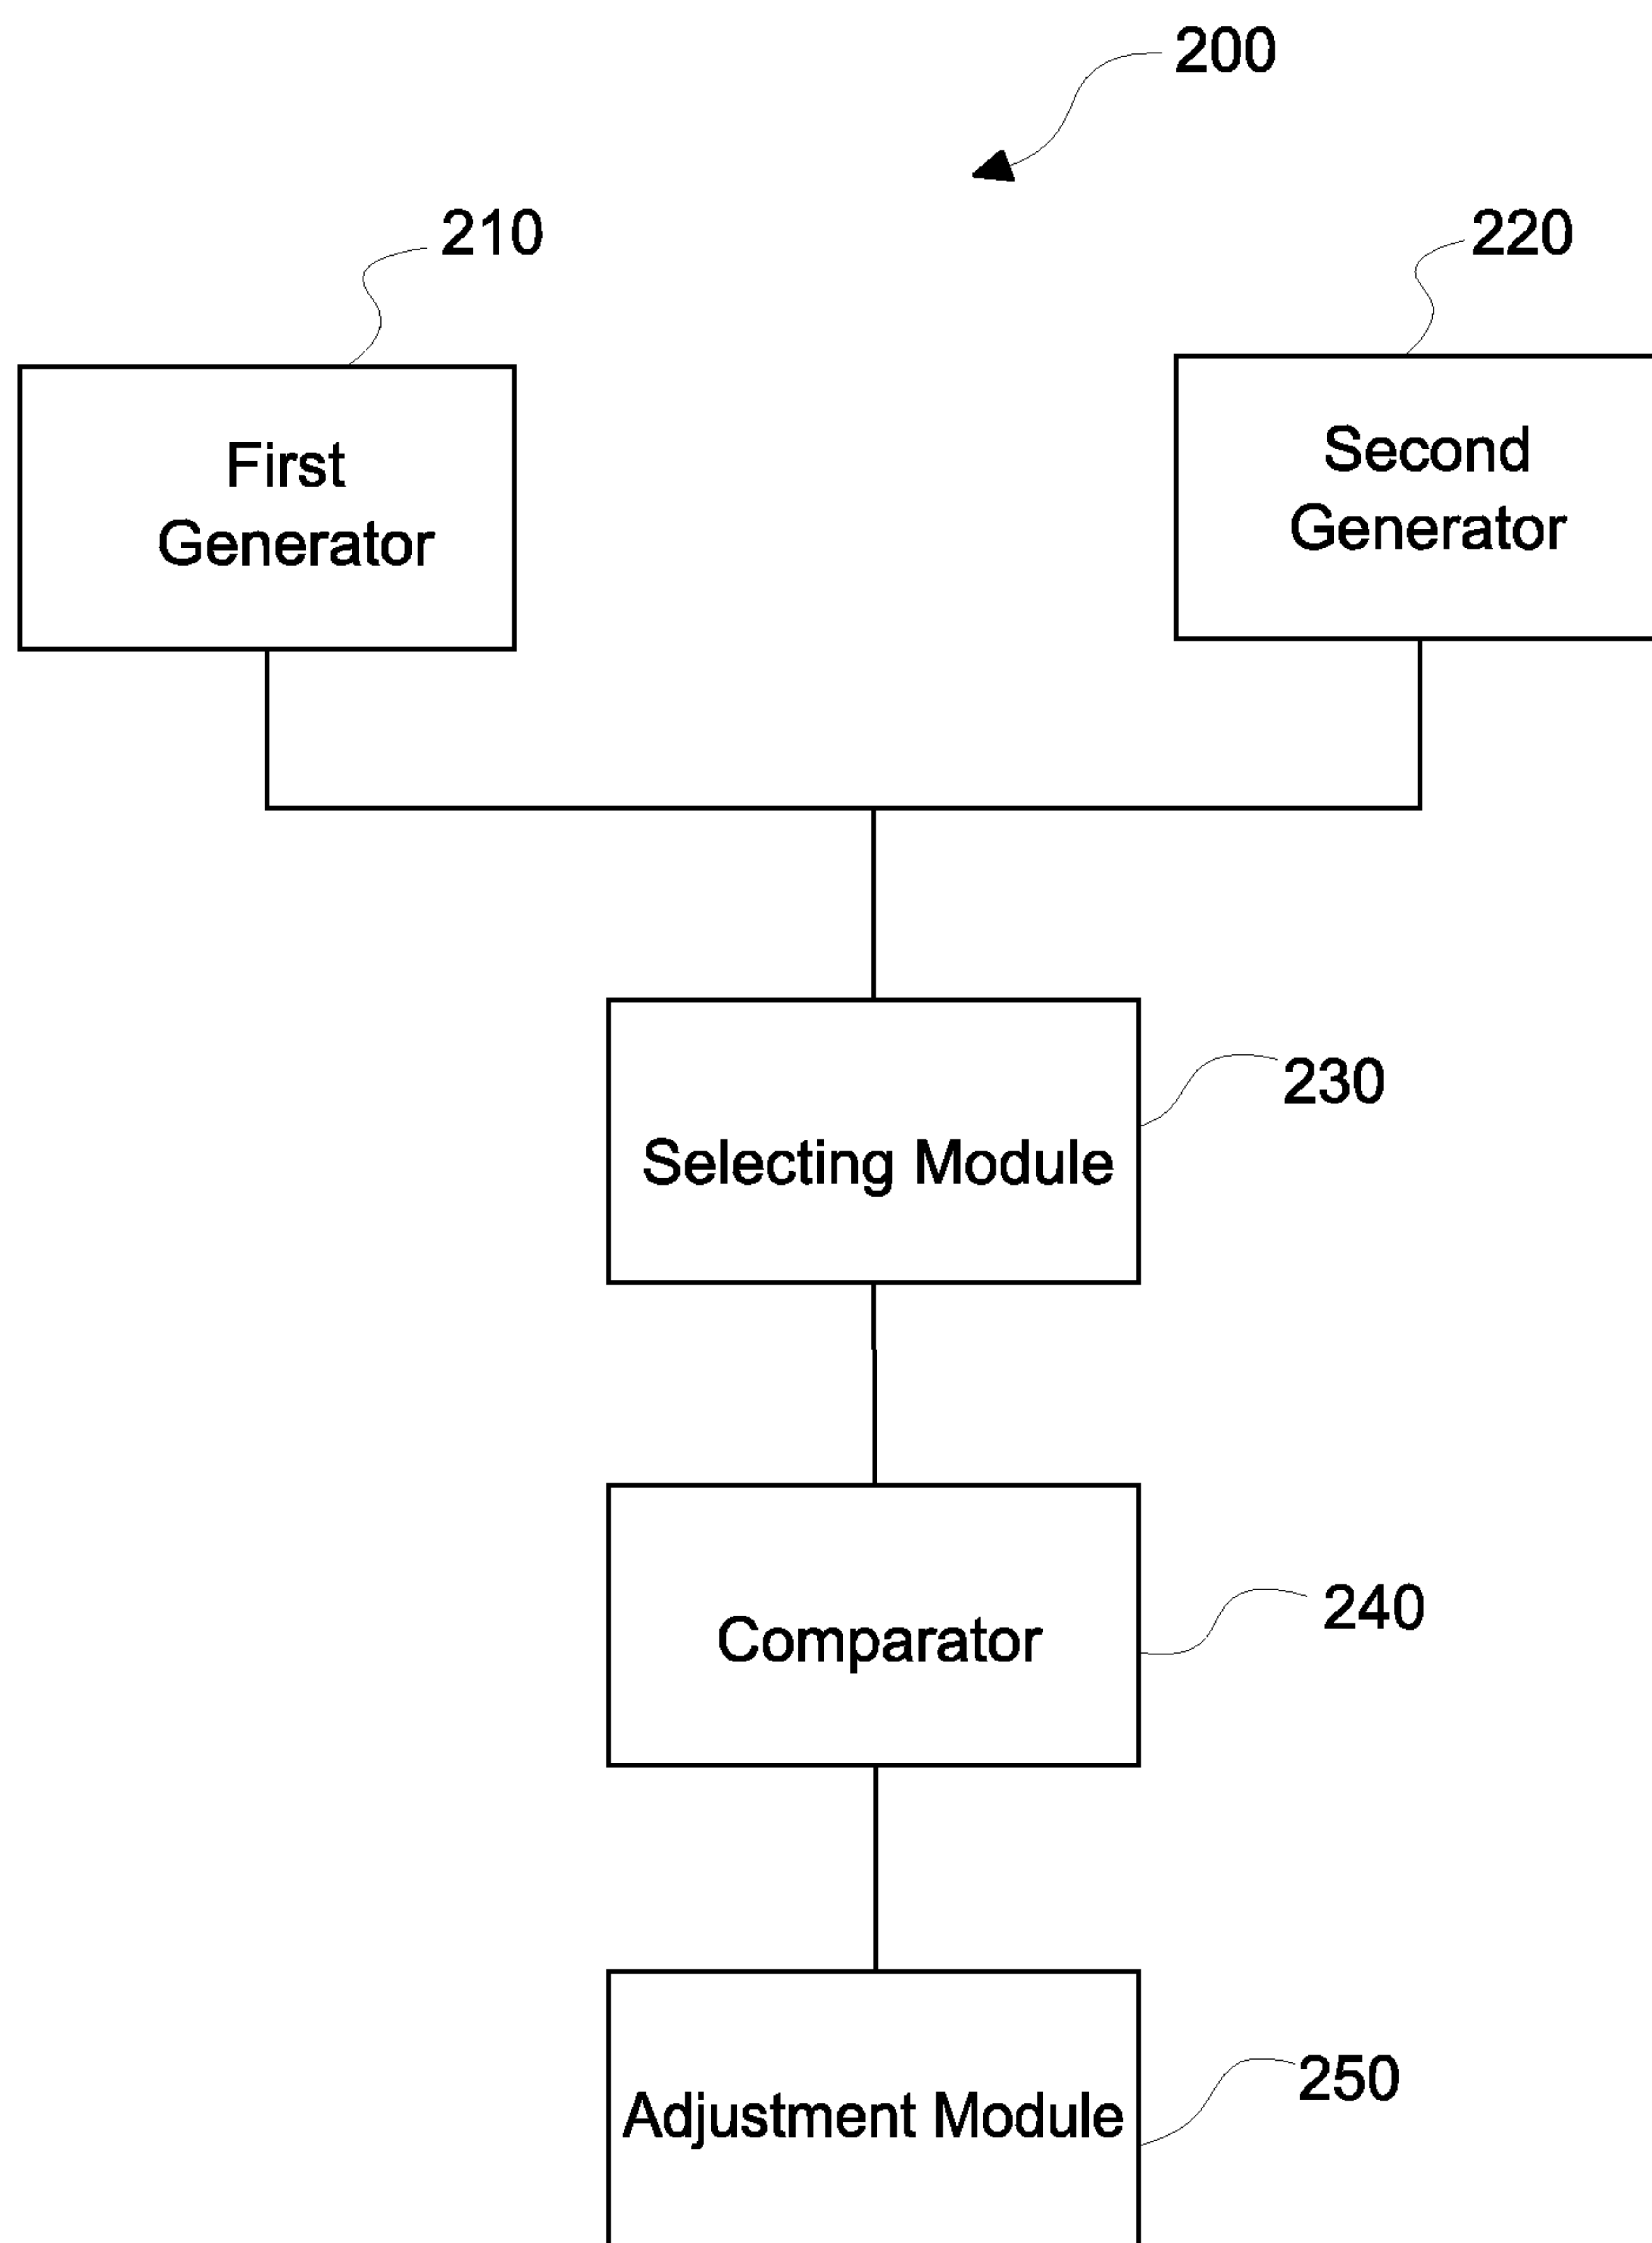 200
210
220
First
Generator
Second
Generator
230
Selecting Module
240
Comparator
250
Adjustment Module